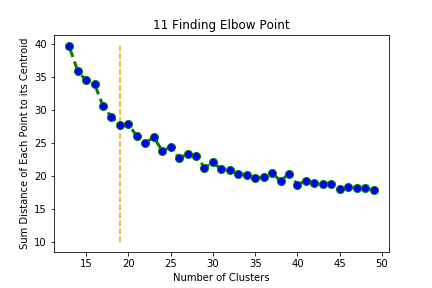 11 Finding Elbow Point
Sum Distance of Each Point to its Centroid
40
35
30
25
20
15
10
15 20 25 30 35 40 45 50
Number of Clusters